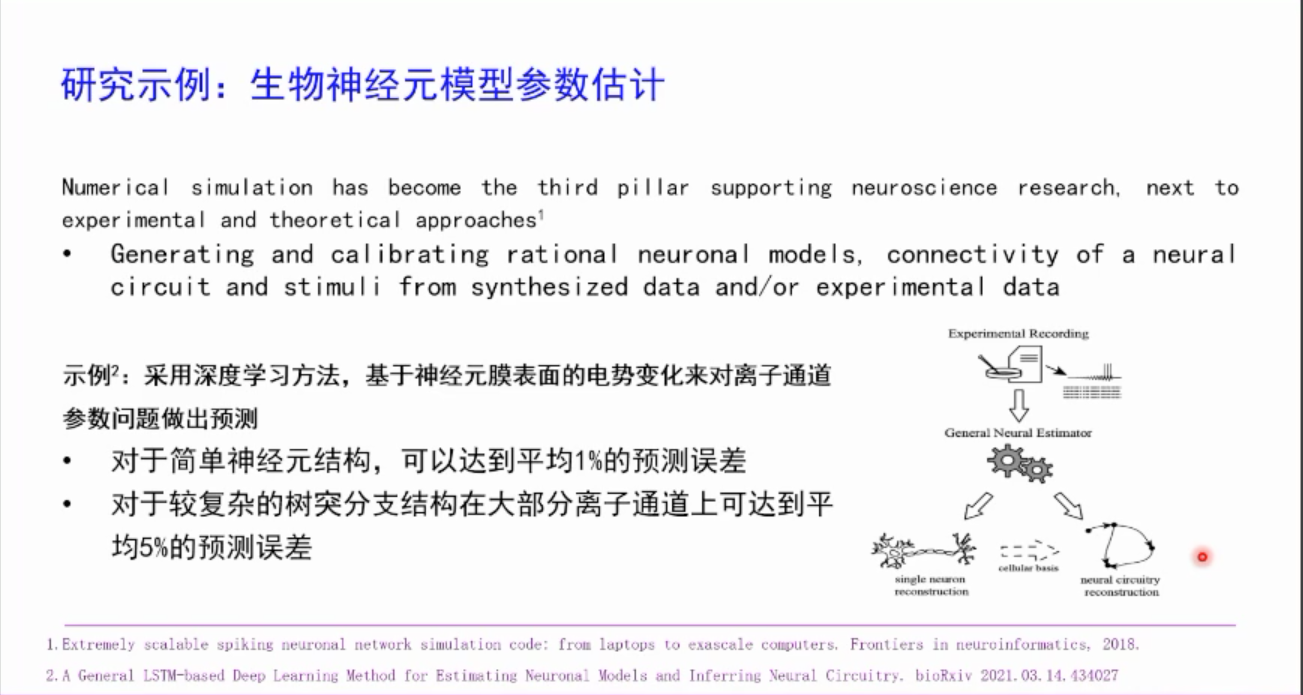 研究示例：生物神经元模型参数估计
Numerical simulation has become the third pillar supporting neuroscience research, next to
experimental and theoretical approaches¹
• Generating and calibrating rational neuronal models, connectivity of a neural
circuit and stimuli from synthesized data and/or experimental data
示例²：采用深度学习方法，基于神经元膜表面的电势变化来对离子通道
参数问题做出预测
• 对于简单神经元结构，可以达到平均1%的预测误差
• 对于较复杂的树突分支结构在大部分离子通道上可达到平
均5%的预测误差
Experimental Recording
General Neural Estimator
single neuron
reconstruction
cellular basis
neural circuitry
reconstruction
1. Extremely scalable spiking neuronal network simulation code: from laptops to exascale computers. Frontiers in neuroinformatics, 2018.
2. A General LSTM-based Deep Learning Method for Estimating Neuronal Models and Inferring Neural Circuitry. bioRxiv 2021.03.14.434027